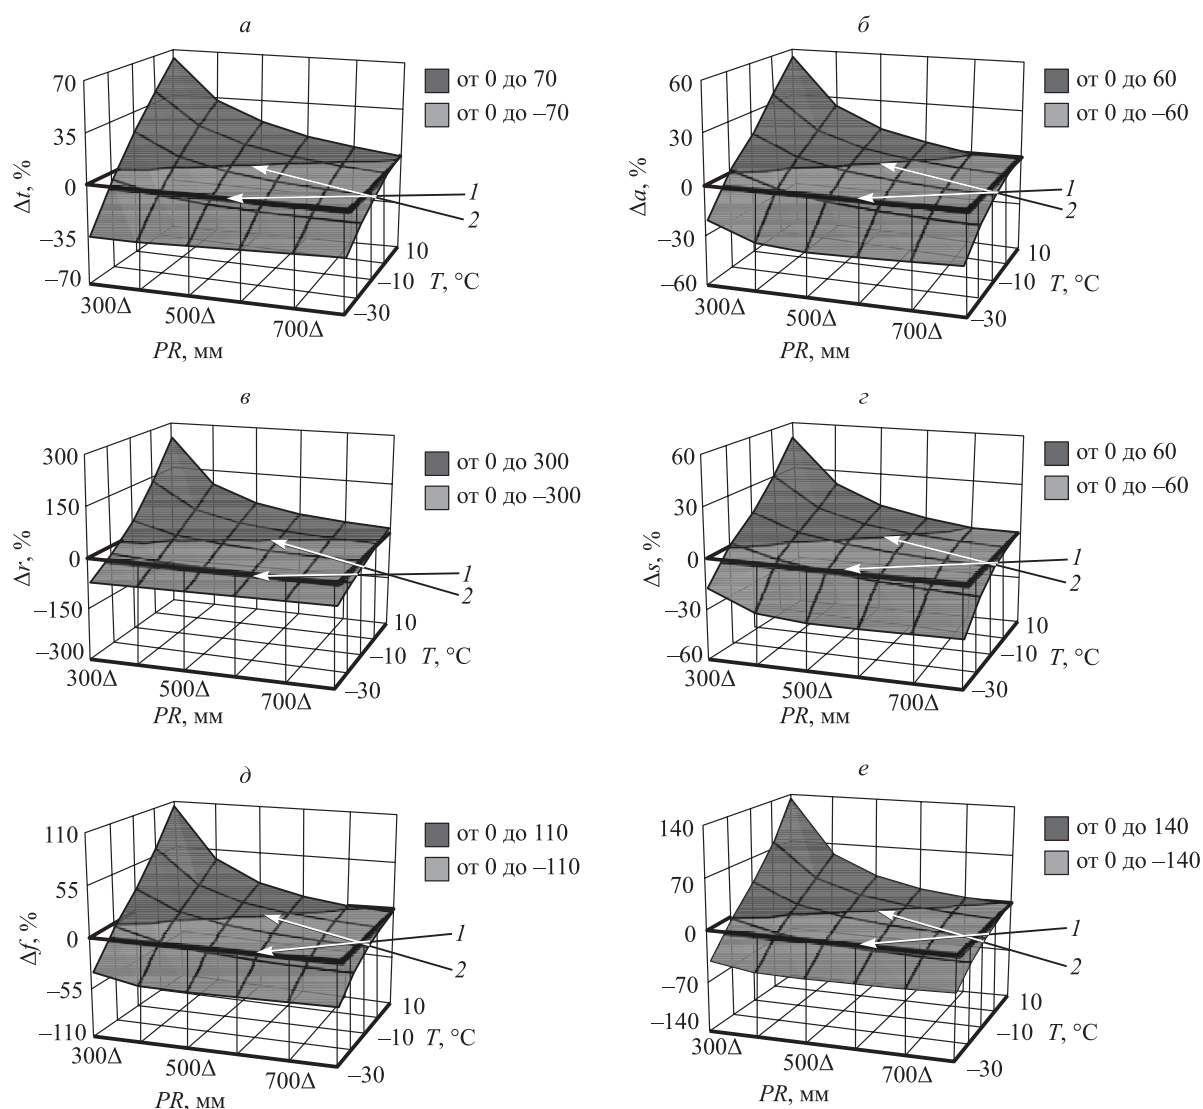 а
70
35
0
–35
–70
Δt, %
300Δ
500Δ
700Δ
PR, мм
10
–10
–30
T, °C
от 0 до 70
от 0 до –70
1
2
б
60
30
0
–30
–60
Δa, %
300Δ
500Δ
700Δ
PR, мм
10
–10
–30
T, °C
от 0 до 60
от 0 до –60
1
2
в
300
150
0
–150
–300
Δr, %
300Δ
500Δ
700Δ
PR, мм
10
–10
–30
T, °C
от 0 до 300
от 0 до –300
1
2
г
60
30
0
–30
–60
Δs, %
300Δ
500Δ
700Δ
PR, мм
10
–10
–30
T, °C
от 0 до 60
от 0 до –60
1
2
д
110
55
0
–55
–110
Δf, %
300Δ
500Δ
700Δ
PR, мм
10
–10
–30
T, °C
от 0 до 110
от 0 до –110
1
2
е
140
70
0
–70
–140
300Δ
500Δ
700Δ
PR, мм
10
–10
–30
T, °C
от 0 до 140
от 0 до –140
1
2